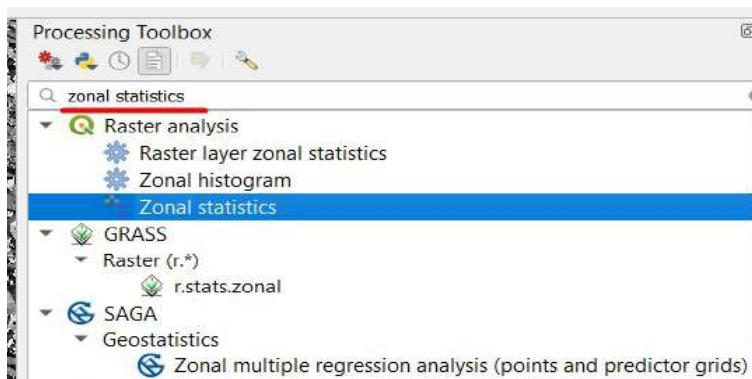 Processing Toolbox
zonal statistics
Raster analysis
Raster layer zonal statistics
Zonal histogram
Zonal statistics
GRASS
Raster (r.*)
r.stats.zonal
SAGA
Geostatistics
Zonal multiple regression analysis (points and predictor grids)